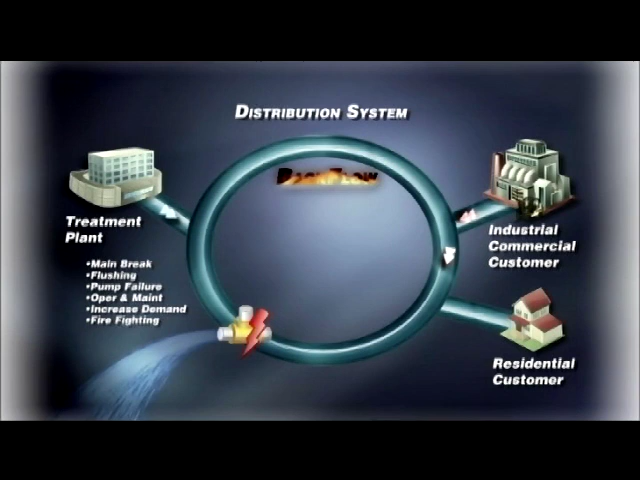 DISTRIBUTION SYSTEM
BACKFLOW
Treatment
Plant
•Main Break
•Flushing
•Pump Failure
•Oper & Maint
•Increase Demand
•Fire Fighting
Industrial
Commercial
Customer
Residential
Customer